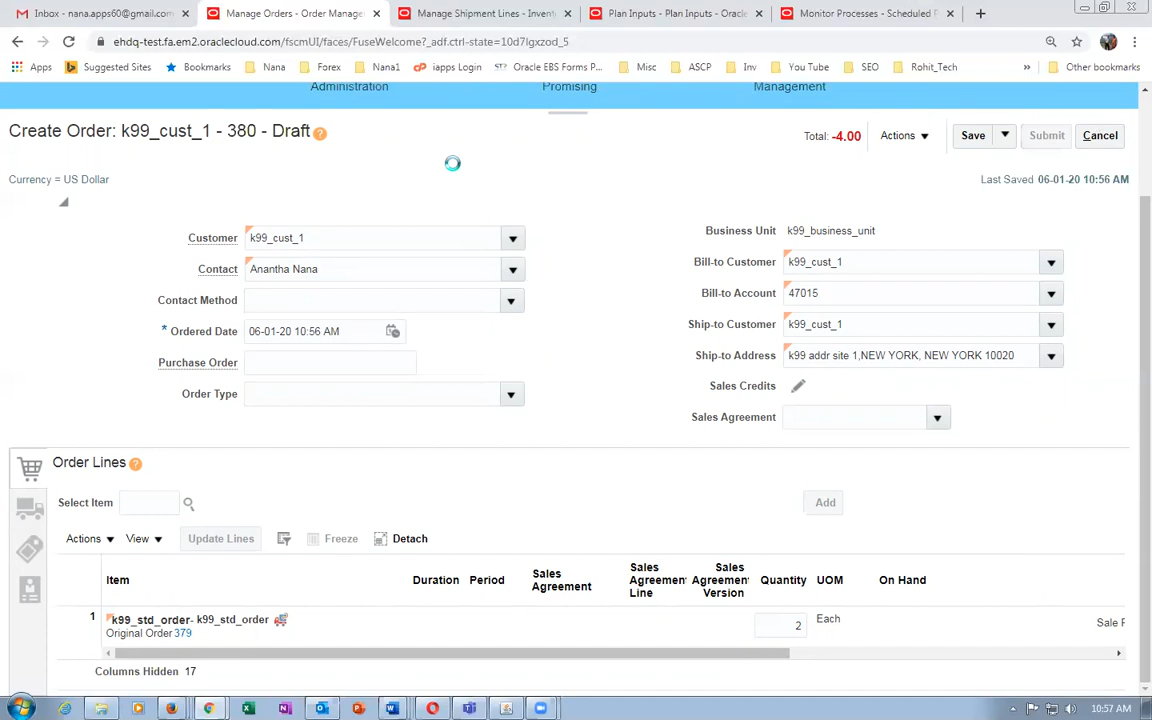 Inbox - nana.apps60@gmail.com
Manage Orders - Order Manage
Manage Shipment Lines - Invent
Plan Inputs - Plan Inputs - Oracle
Monitor Processes - Scheduled P
ehdq-test.fa.em2.oraclecloud.com/fscmUI/faces/FuseWelcome?_adf.ctrl-state=10d7lgxzod_5
Apps Suggested Sites Bookmarks Nana Forex Nana1 iapps Login Oracle EBS Forms P... Misc ASCP Inv You Tube SEO Rohit_Tech » Other bookmarks
Administration Promising Management
Create Order: k99_cust_1 - 380 - Draft ?
Total: -4.00 Actions Save Submit Cancel
Currency = US Dollar
Last Saved 06-01-20 10:56 AM
Customer k99_cust_1
Contact Anantha Nana
Contact Method
* Ordered Date 06-01-20 10:56 AM
Purchase Order
Order Type
Business Unit k99_business_unit
Bill-to Customer k99_cust_1
Bill-to Account 47015
Ship-to Customer k99_cust_1
Ship-to Address k99 addr site 1,NEW YORK, NEW YORK 10020
Sales Credits
Sales Agreement
Order Lines ?
Select Item Add
Actions View Update Lines Freeze Detach
Item Duration Period Sales Agreement Sales Agreement Line Sales Agreement Version Quantity UOM On Hand
1 k99_std_order- k99_std_order 2 Each Sale P
Original Order 379
Columns Hidden 17
10:57 AM